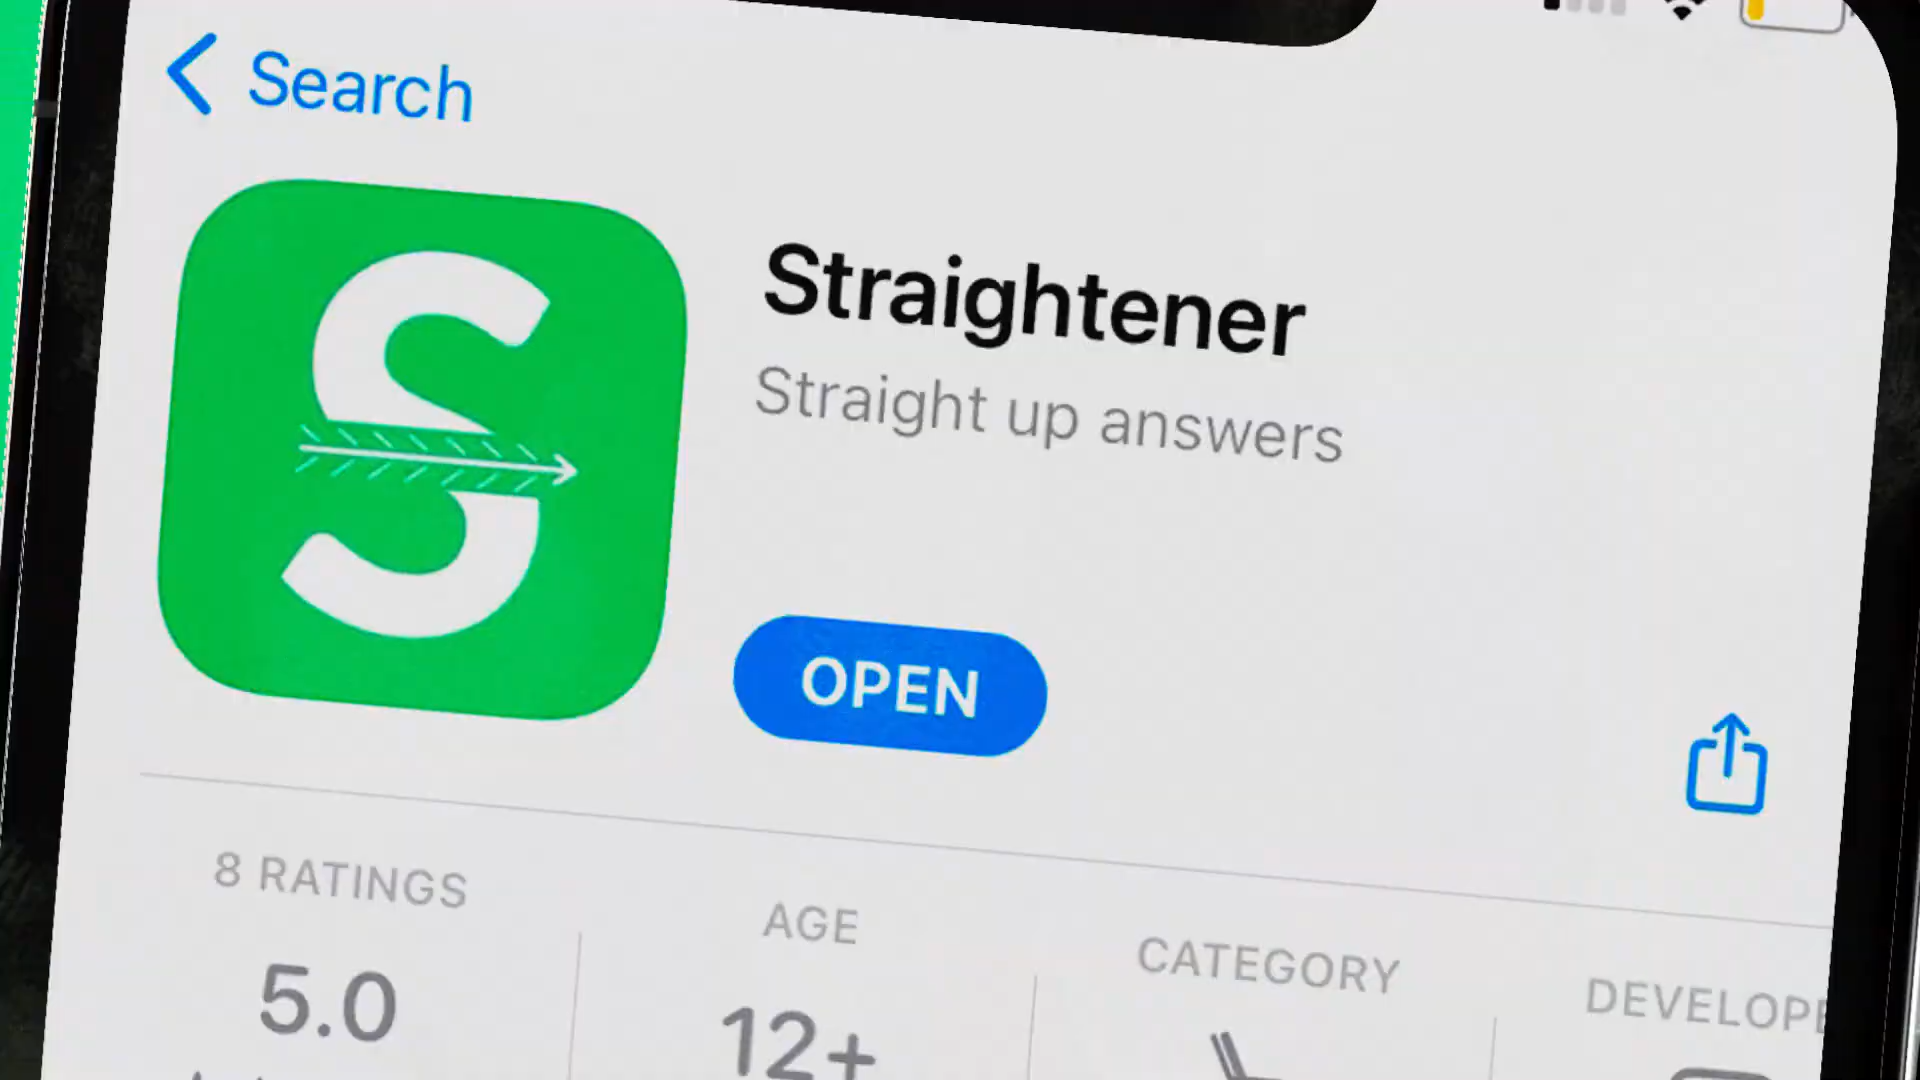 Search
S
Straightener
Straight up answers
OPEN
8 RATINGS
5.0
AGE
12+
CATEGORY